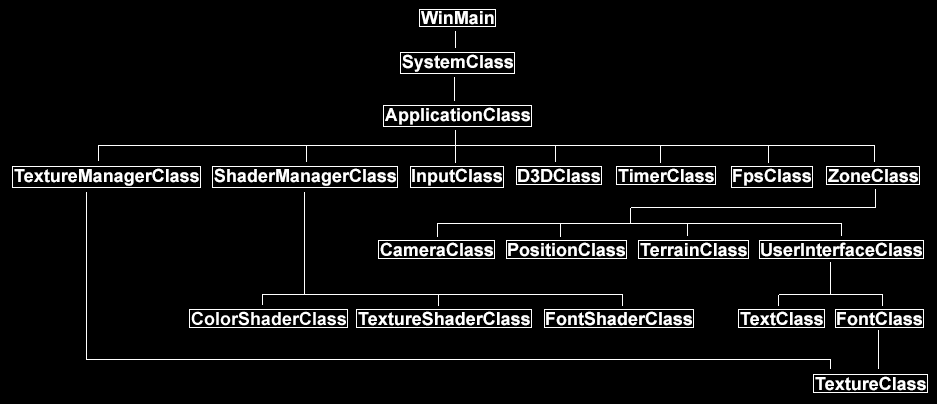 WinMain
SystemClass
ApplicationClass
TextureManagerClass ShaderManagerClass InputClass D3DClass TimerClass FpsClass ZoneClass
CameraClass PositionClass TerrainClass UserInterfaceClass
ColorShaderClass TextureShaderClass FontShaderClass TextClass FontClass
TextureClass